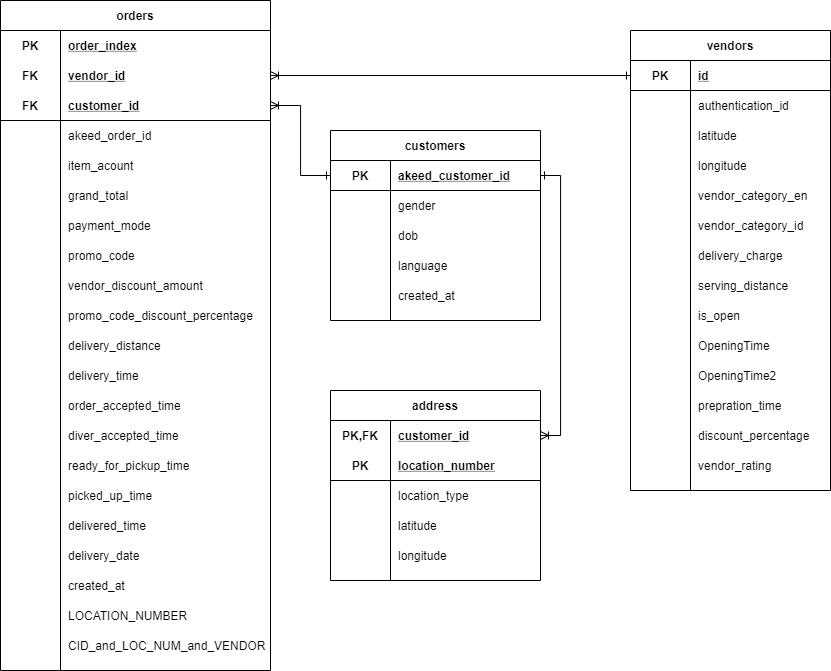 orders
PK order_index
FK vendor_id
FK customer_id
akeed_order_id
item_acount
grand_total
payment_mode
promo_code
vendor_discount_amount
promo_code_discount_percentage
delivery_distance
delivery_time
order_accepted_time
diver_accepted_time
ready_for_pickup_time
picked_up_time
delivered_time
delivery_date
created_at
LOCATION_NUMBER
CID_and_LOC_NUM_and_VENDOR
customers
PK akeed_customer_id
gender
dob
language
created_at
address
PK,FK customer_id
PK location_number
location_type
latitude
longitude
vendors
PK id
authentication_id
latitude
longitude
vendor_category_en
vendor_category_id
delivery_charge
serving_distance
is_open
OpeningTime
OpeningTime2
prepration_time
discount_percentage
vendor_rating